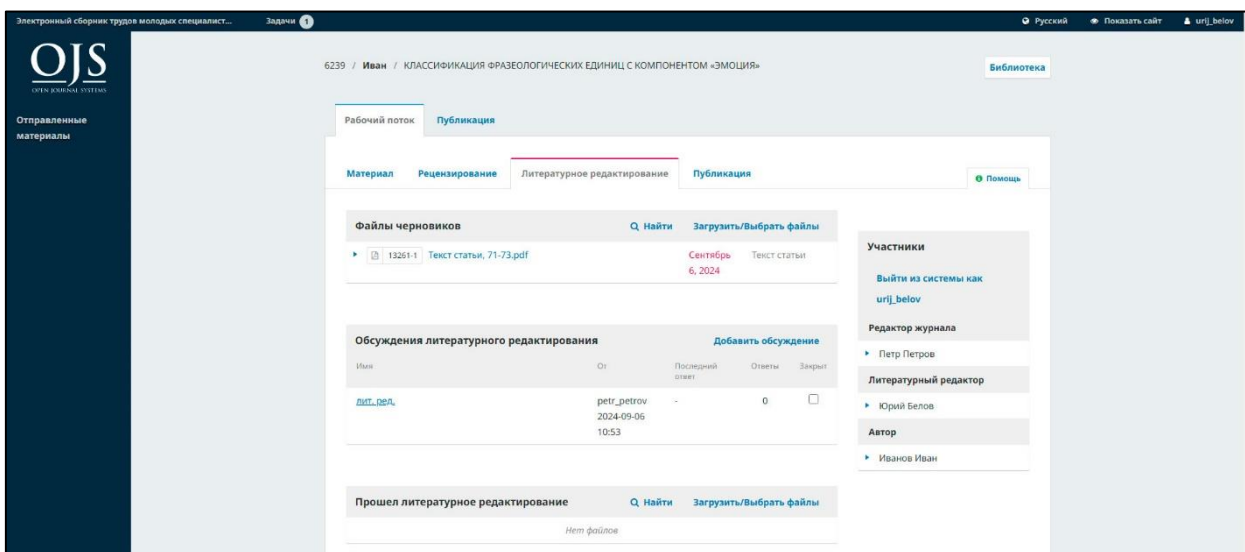 Электронный сборник трудов молодых специалист... Задачи 1 Русский Показать сайт urij_belov
OJS
OPEN JOURNAL SYSTEMS
Отправленные
материалы
6239 / Иван / КЛАССИФИКАЦИЯ ФРАЗЕОЛОГИЧЕСКИХ ЕДИНИЦ С КОМПОНЕНТОМ «ЭМОЦИЯ»
Библиотека
Рабочий поток Публикация
Материал Рецензирование Литературное редактирование Публикация
Помощь
Файлы черновиков Найти Загрузить/Выбрать файлы
13261-1 Текст статьи, 71-73.pdf Сентябрь Текст статьи
6, 2024
Обсуждения литературного редактирования Добавить обсуждение
Имя От Последний Ответы Закрыт
ответ
лит. ред. petr_petrov - 0
2024-09-06
10:53
Прошел литературное редактирование Найти Загрузить/Выбрать файлы
Нет файлов
Участники
Выйти из системы как
urij_belov
Редактор журнала
Петр Петров
Литературный редактор
Юрий Белов
Автор
Иванов Иван